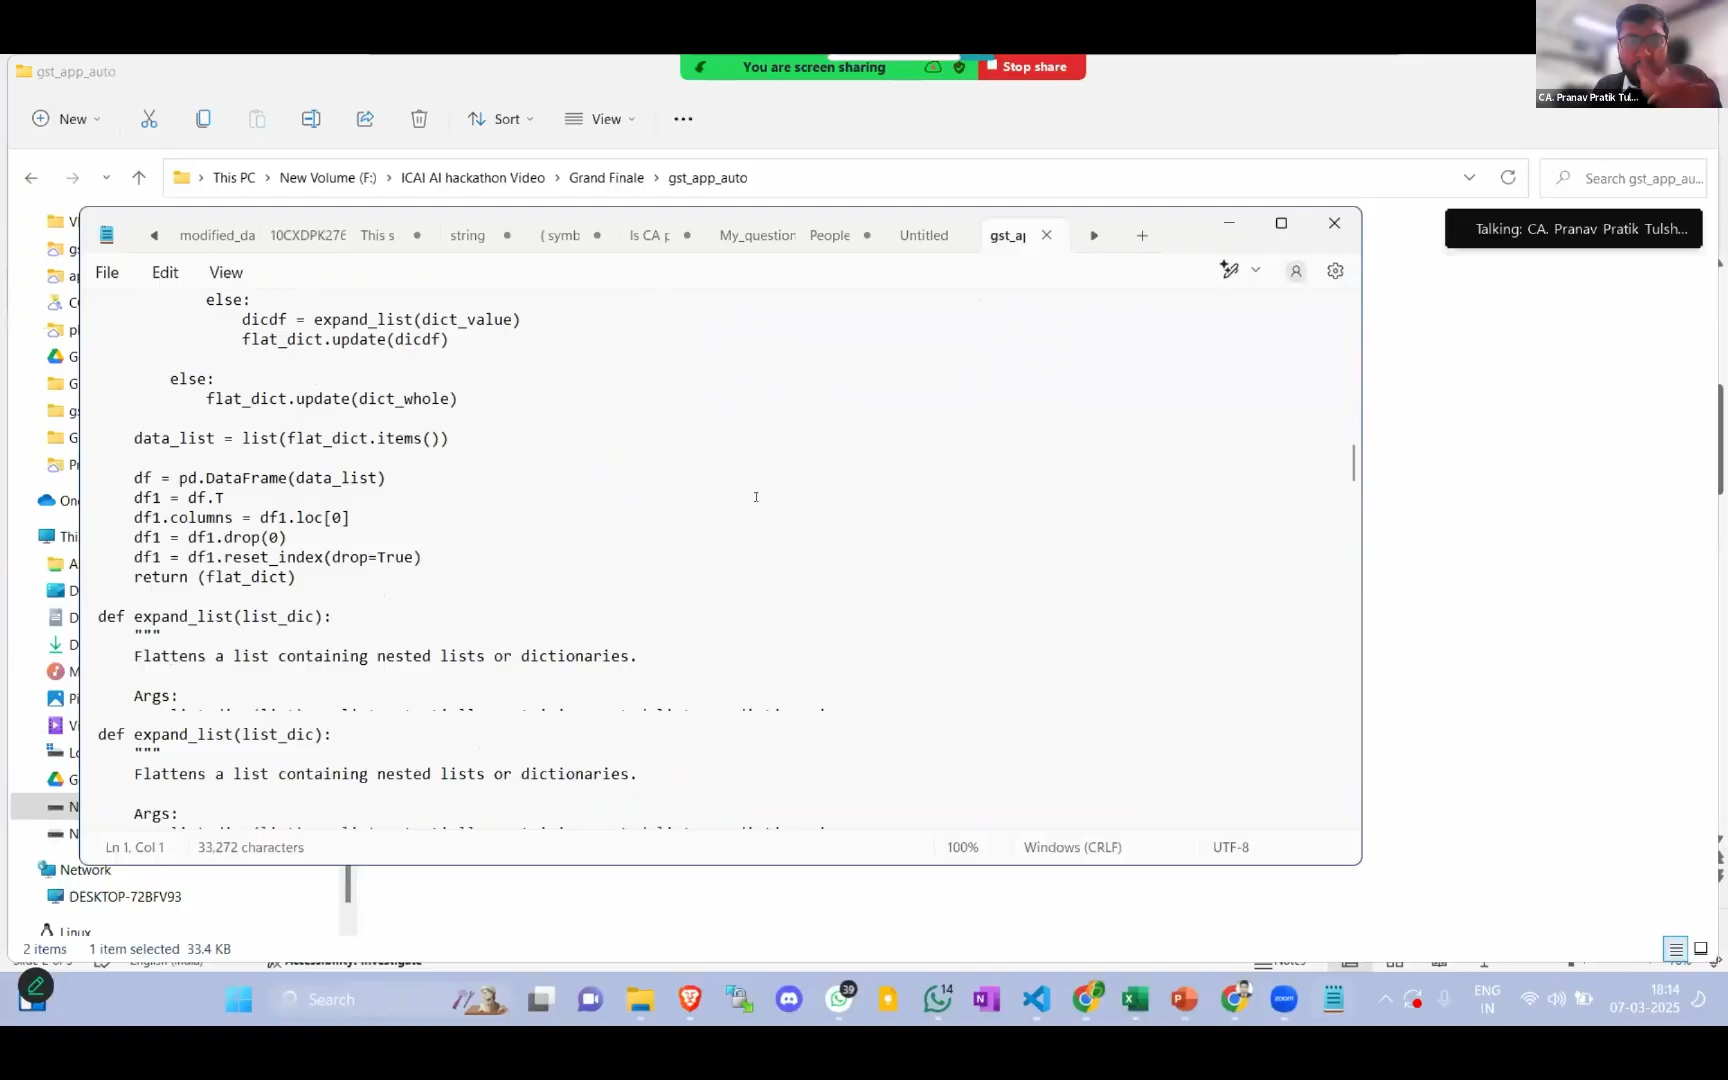 gst_app_auto
You are screen sharing
Stop share
CA. Pranav Pratik Tul...
New
Sort
View
This PC > New Volume (F:) > ICAI AI hackathon Video > Grand Finale > gst_app_auto
Search gst_app_au...
Talking: CA. Pranav Pratik Tulsh...
modified_da
10CXDPK276
This s
string
( symb
Is CA p
My_question
People
Untitled
gst_a
File
Edit
View
else:
dicdf = expand_list(dict_value)
flat_dict.update(dicdf)
else:
flat_dict.update(dict_whole)
data_list = list(flat_dict.items())
df = pd.DataFrame(data_list)
df1 = df.T
df1.columns = df1.loc[0]
df1 = df1.drop(0)
df1 = df1.reset_index(drop=True)
return (flat_dict)
def expand_list(list_dic):
"""
Flattens a list containing nested lists or dictionaries.
Args:
def expand_list(list_dic):
"""
Flattens a list containing nested lists or dictionaries.
Args:
Ln 1, Col 1
33,272 characters
100%
Windows (CRLF)
UTF-8
Network
DESKTOP-72BFV93
Linux
2 items
1 item selected 33.4 KB
Search
39
14
zoom
ENG
IN
18:14
07-03-2025